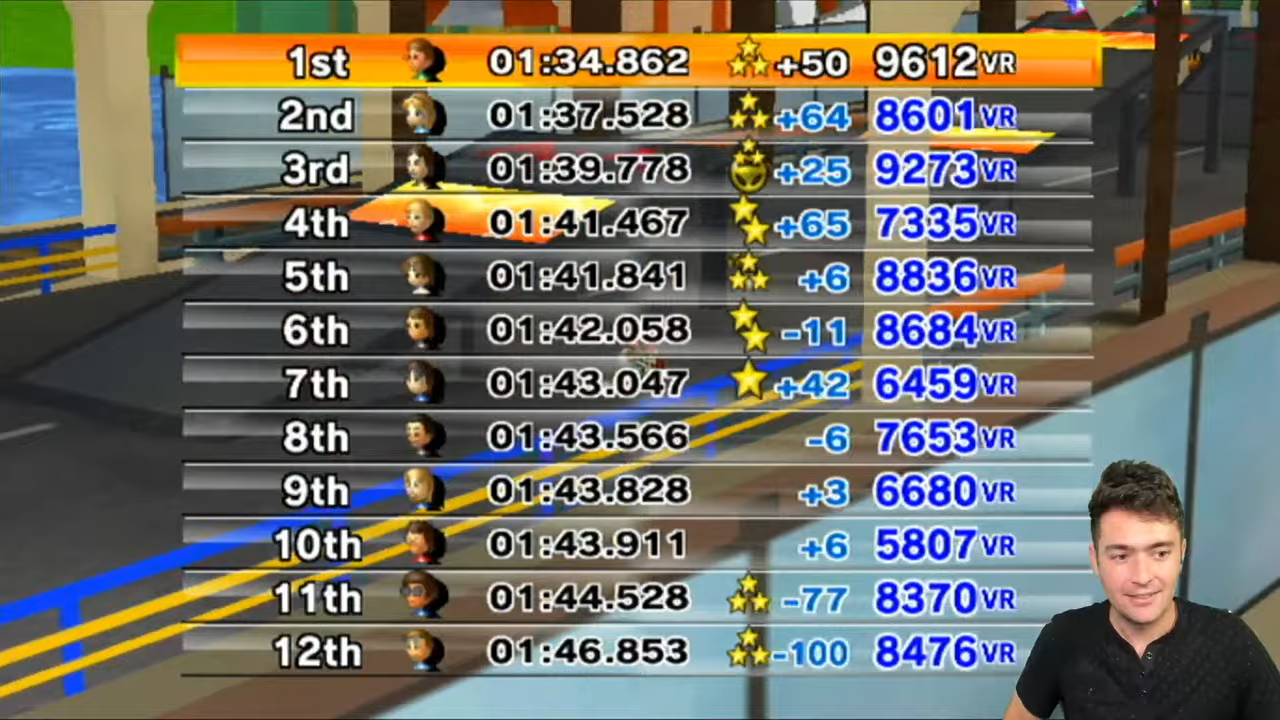 1st 01:34.862 +50 9612VR
2nd 01:37.528 +64 8601VR
3rd 01:39.778 +25 9273VR
4th 01:41.467 +65 7335VR
5th 01:41.841 +6 8836VR
6th 01:42.058 -11 8684VR
7th 01:43.047 +42 6459VR
8th 01:43.566 -6 7653VR
9th 01:43.828 +3 6680VR
10th 01:43.911 +6 5807VR
11th 01:44.528 -77 8370VR
12th 01:46.853 -100 8476VR